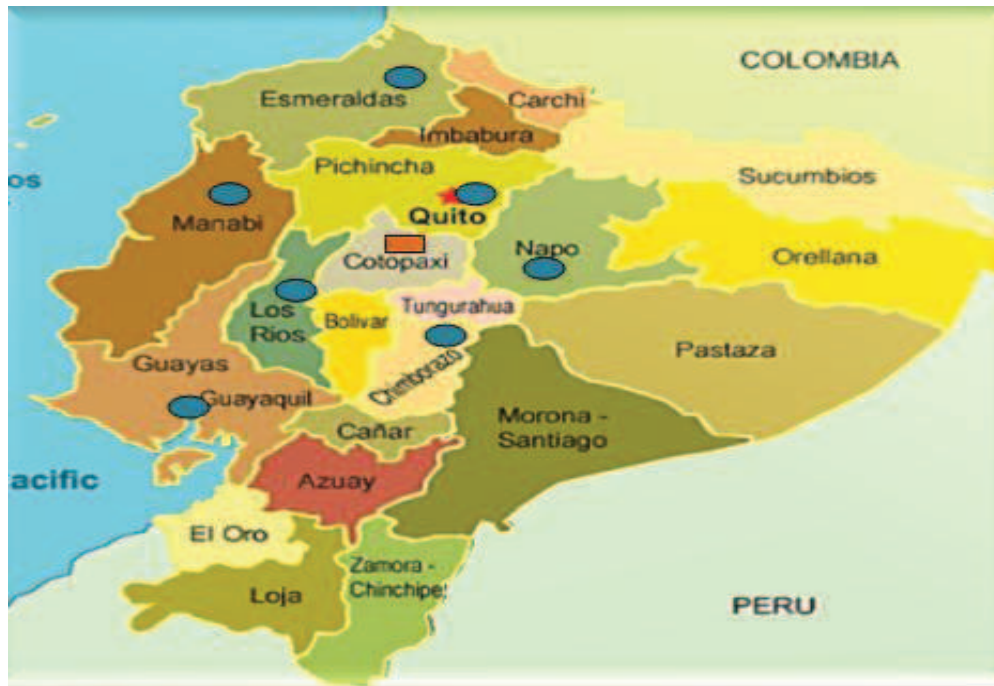 COLOMBIA
Esmeraldas
Carchi
Imbabura
Pichincha
Sucumbios
os
Manabi
Quito
Napo
Orellana
Cotopaxi
Tungurahua
Los
Rios
Bolivar
Guayas
Chimborazo
Pastaza
Guayaquil
Morona -
Santiago
Cañar
acific
Azuay
El Oro
Zamora -
Chinchipe
Loja
PERU